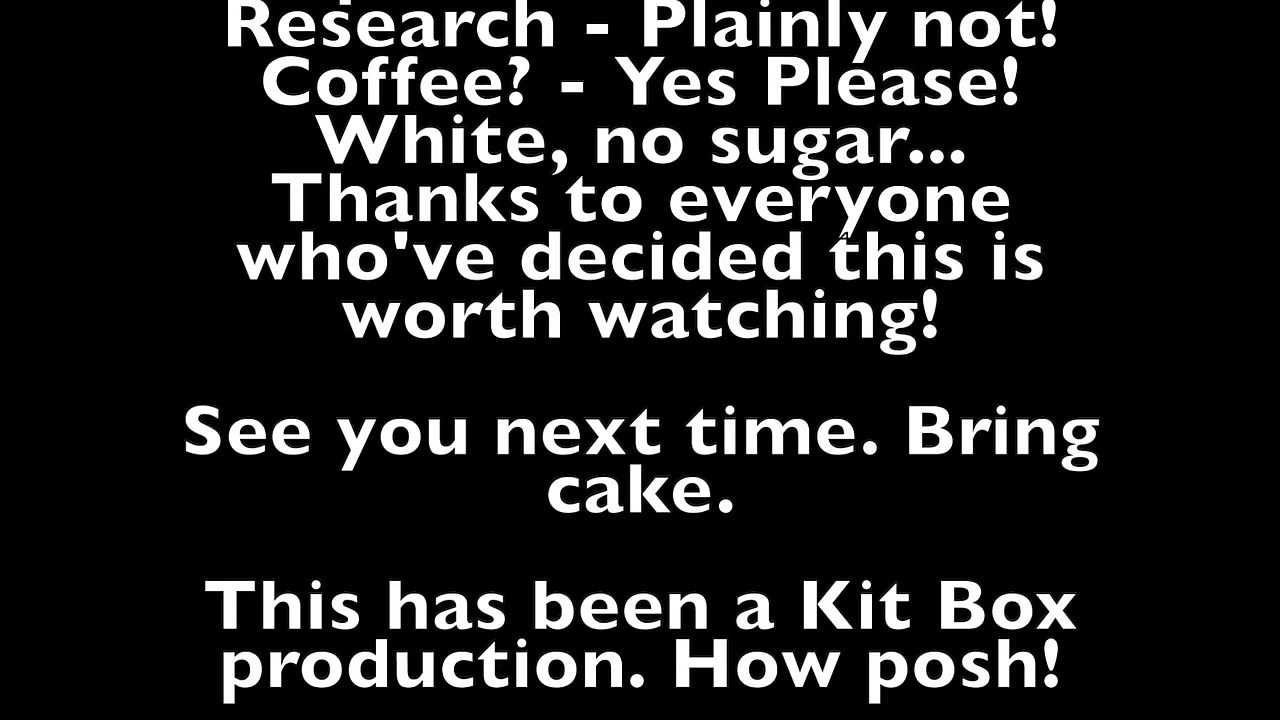 Research - Plainly not!
Coffee? - Yes Please!
White, no sugar...
Thanks to everyone
who've decided this is
worth watching!
See you next time. Bring
cake.
This has been a Kit Box
production. How posh!